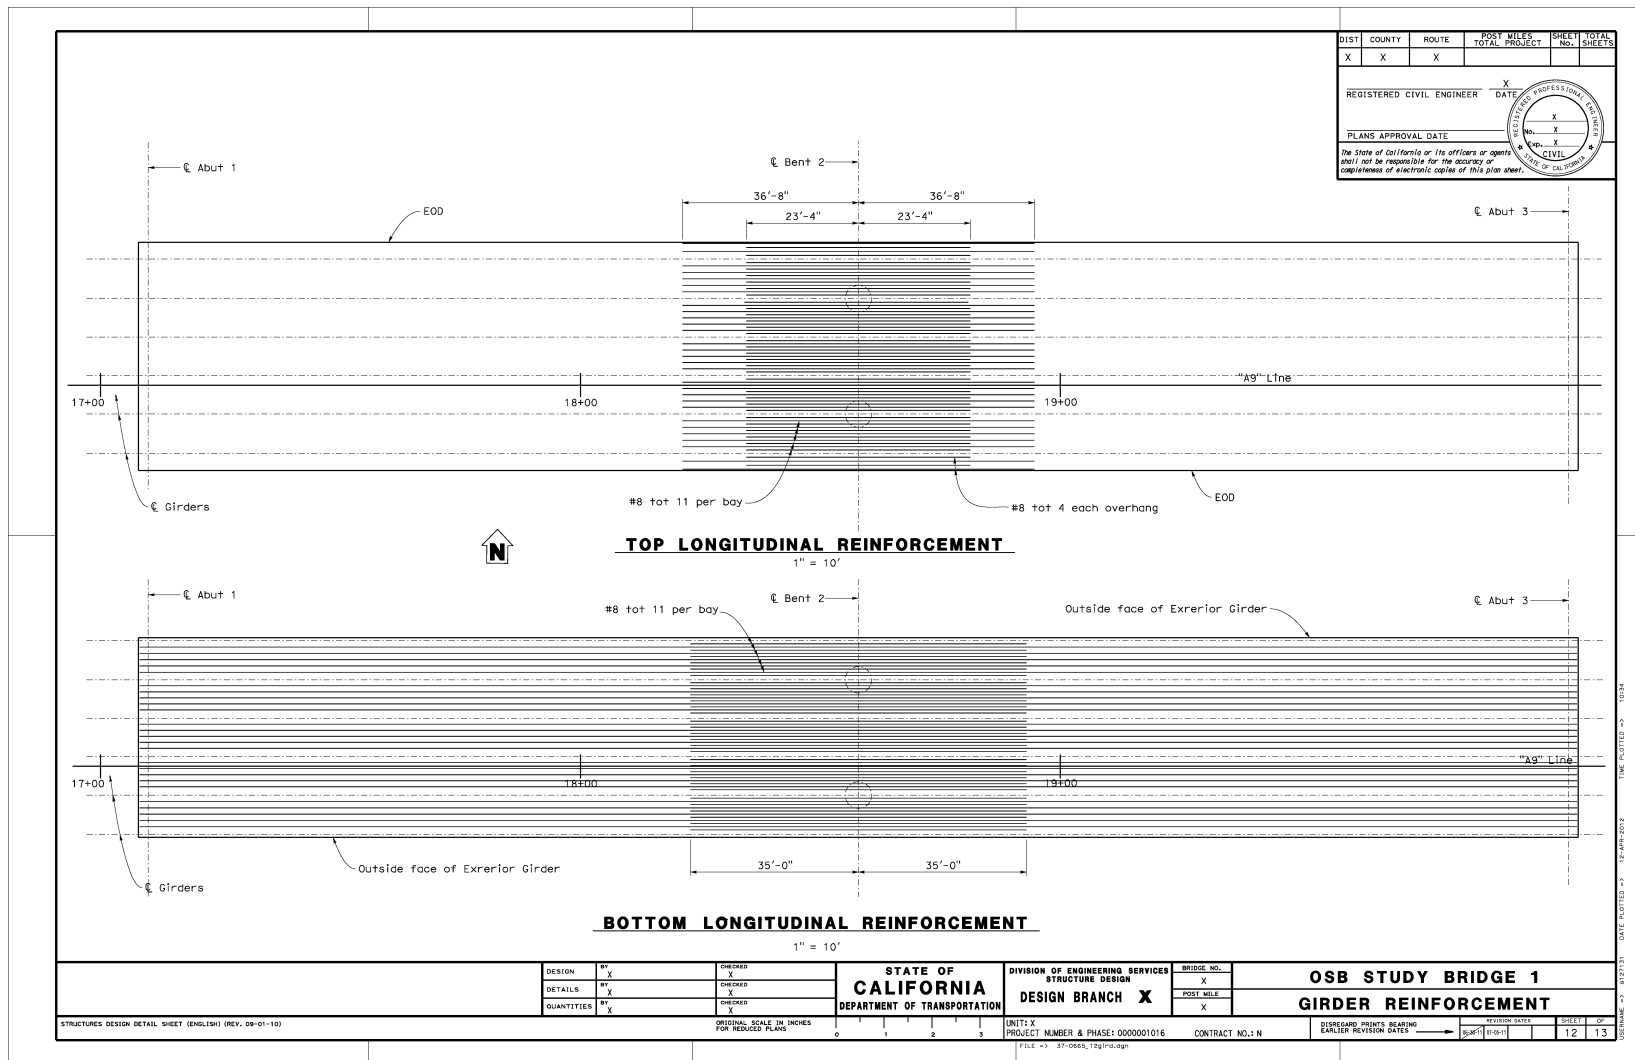 DIST COUNTY ROUTE POST MILES TOTAL PROJECT SHEET No. TOTAL SHEETS
X X X
X
REGISTERED CIVIL ENGINEER DATE
PLANS APPROVAL DATE
REGISTERED PROFESSIONAL ENGINEER
X
No. X
Exp. X
CIVIL
STATE OF CALIFORNIA
The State of California or its officers or agents
shall not be responsible for the accuracy or
completeness of electronic copies of this plan sheet.
℄ Abut 1
℄ Bent 2
℄ Abut 3
36'-8" 36'-8"
23'-4" 23'-4"
EOD
"A9" Line
17+00 18+00 19+00
℄ Girders
#8 tot 11 per bay
#8 tot 4 each overhang
EOD
N
TOP LONGITUDINAL REINFORCEMENT
1" = 10'
℄ Abut 1
#8 tot 11 per bay
℄ Bent 2
Outside face of Exrerior Girder
℄ Abut 3
"A9" Line
17+00 18+00 19+00
35'-0" 35'-0"
Outside face of Exrerior Girder
℄ Girders
BOTTOM LONGITUDINAL REINFORCEMENT
1" = 10'
DESIGN BY X CHECKED X
DETAILS BY X CHECKED X
QUANTITIES BY X CHECKED X
STATE OF
CALIFORNIA
DEPARTMENT OF TRANSPORTATION
DIVISION OF ENGINEERING SERVICES
STRUCTURE DESIGN
DESIGN BRANCH X
BRIDGE NO.
X
POST MILE
X
OSB STUDY BRIDGE 1
GIRDER REINFORCEMENT
STRUCTURES DESIGN DETAIL SHEET (ENGLISH) (REV. 09-01-10)
ORIGINAL SCALE IN INCHES
FOR REDUCED PLANS
0 1 2 3
UNIT: X
PROJECT NUMBER & PHASE: 0000001016 CONTRACT NO.: N
DISREGARD PRINTS BEARING
EARLIER REVISION DATES
REVISION DATES
07-05-11
SHEET OF
12 13
FILE => 37-0665_12gird.dgn
USERNAME => s127131 DATE PLOTTED => 12-APR-2012 TIME PLOTTED => 10:34